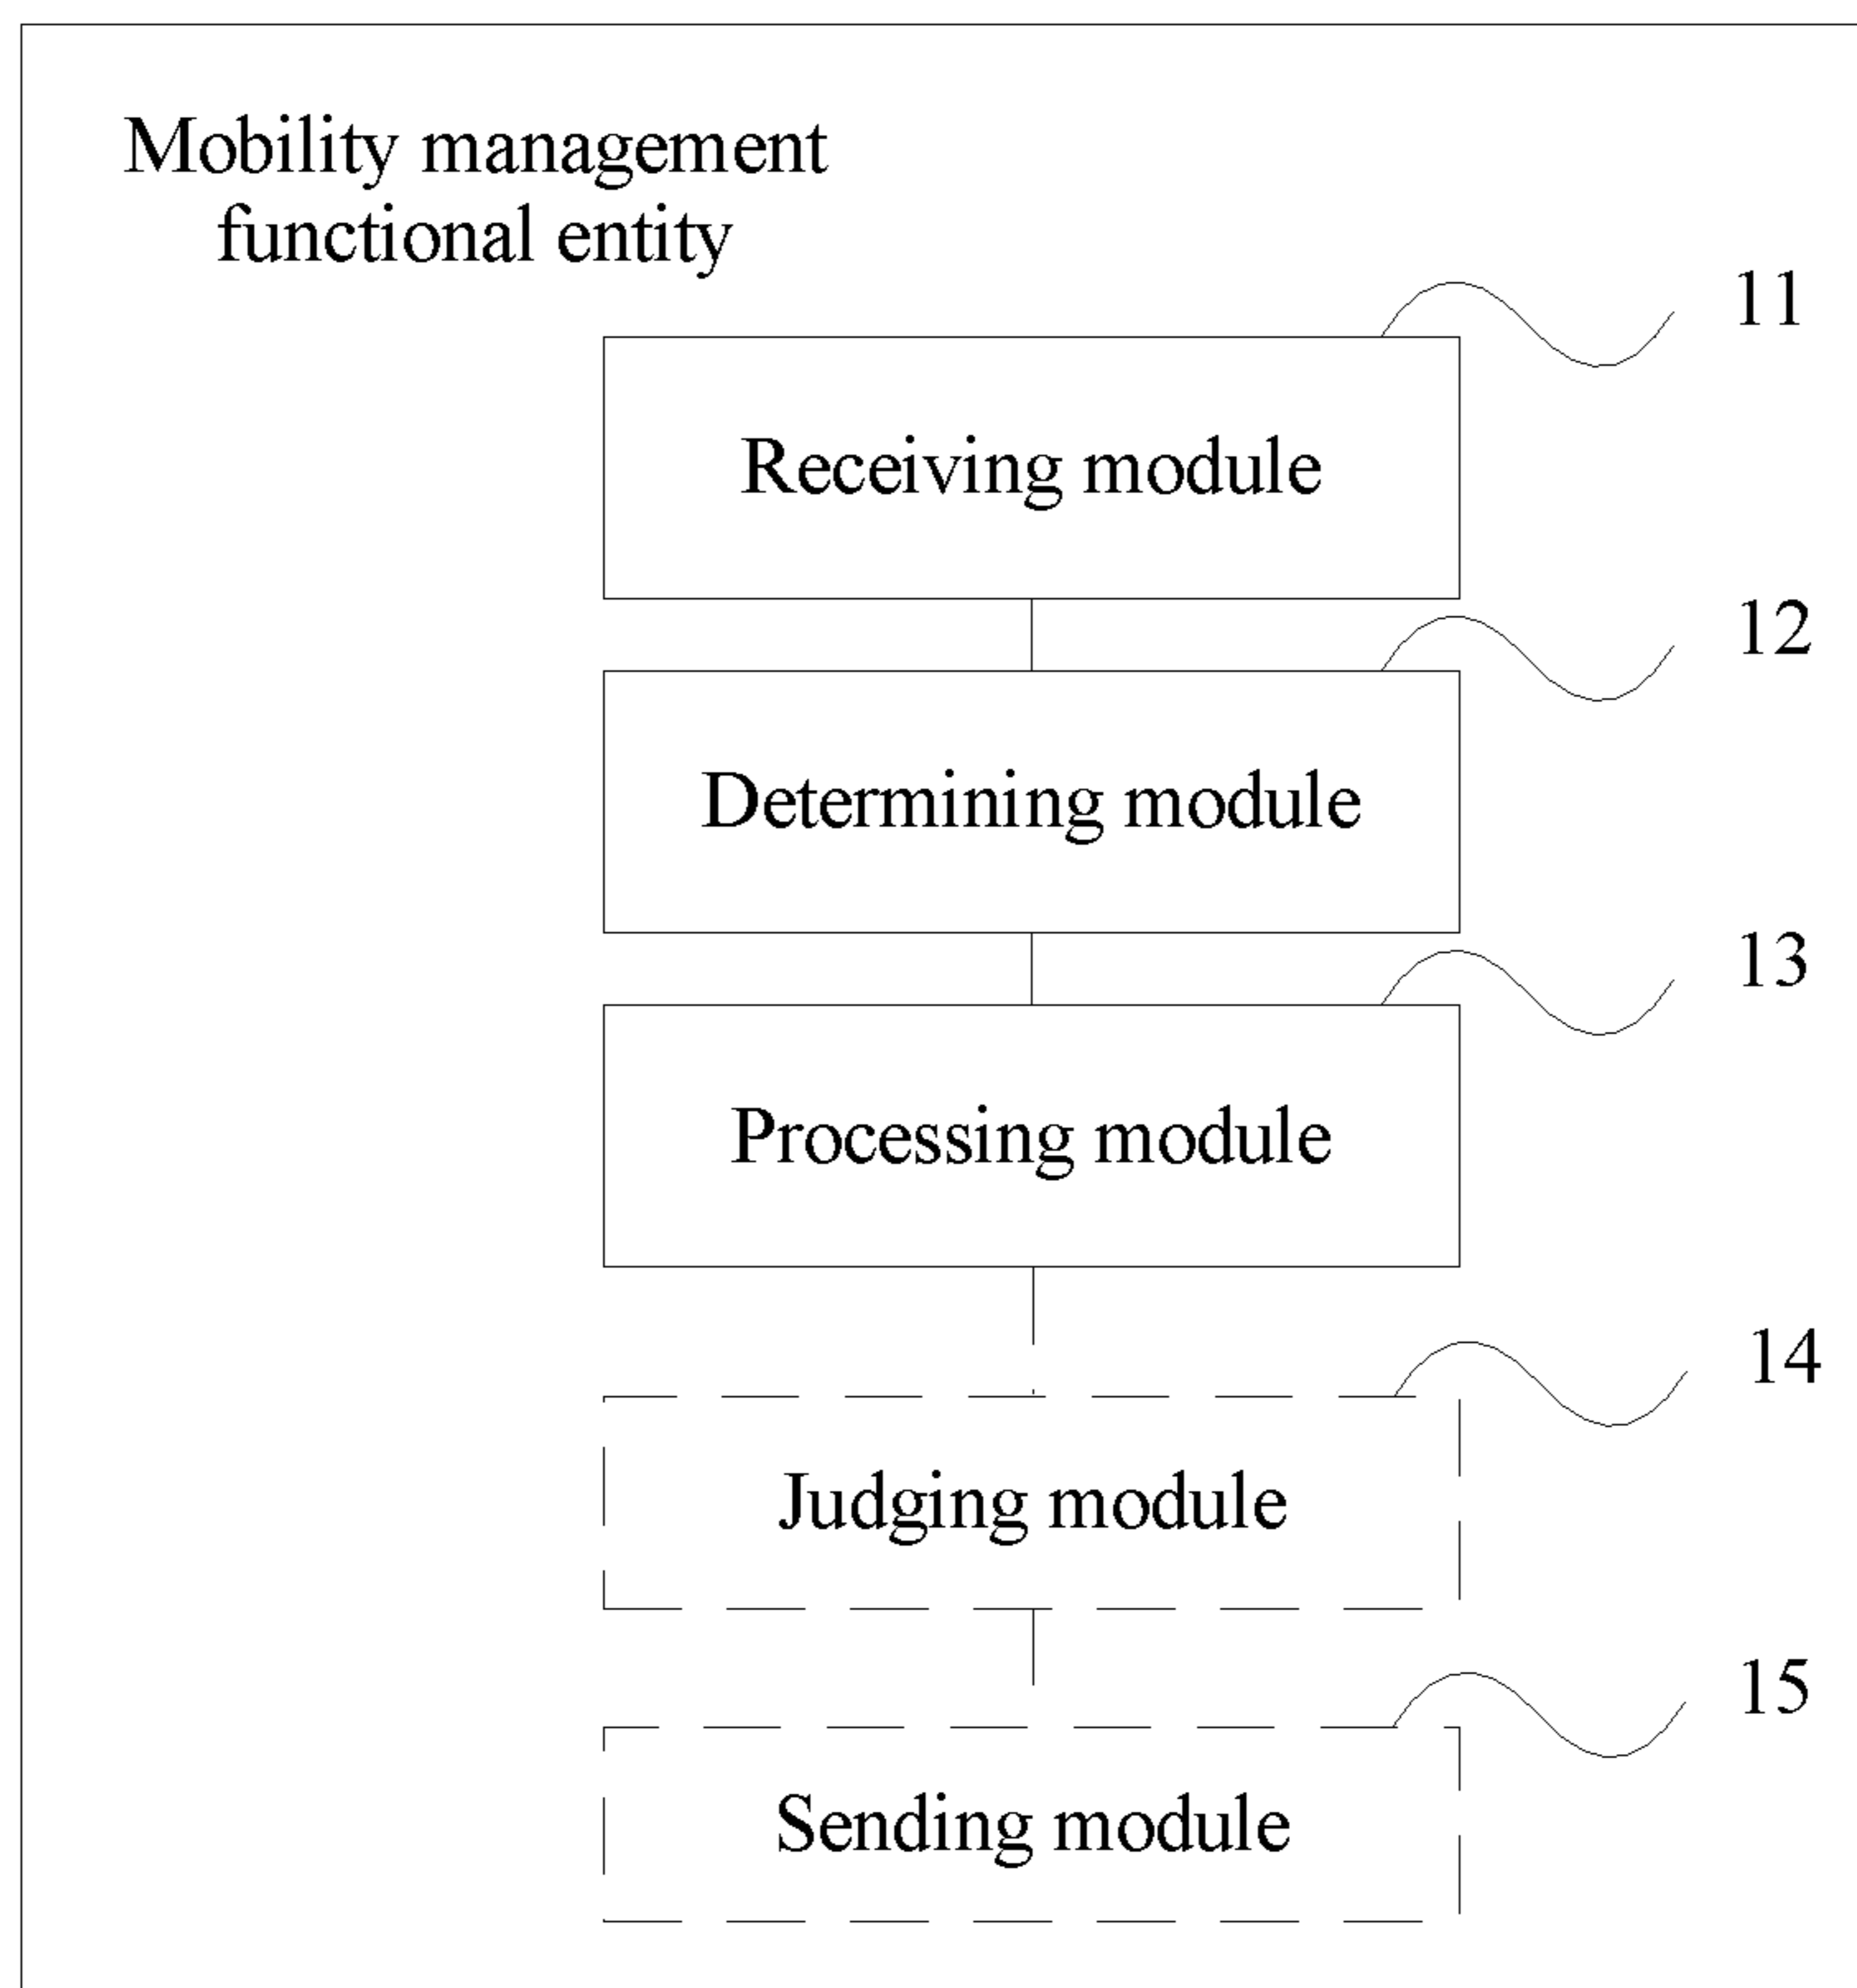 Mobility management
functional entity
11
Receiving module
12
Determining module
13
Processing module
14
Judging module
15
Sending module